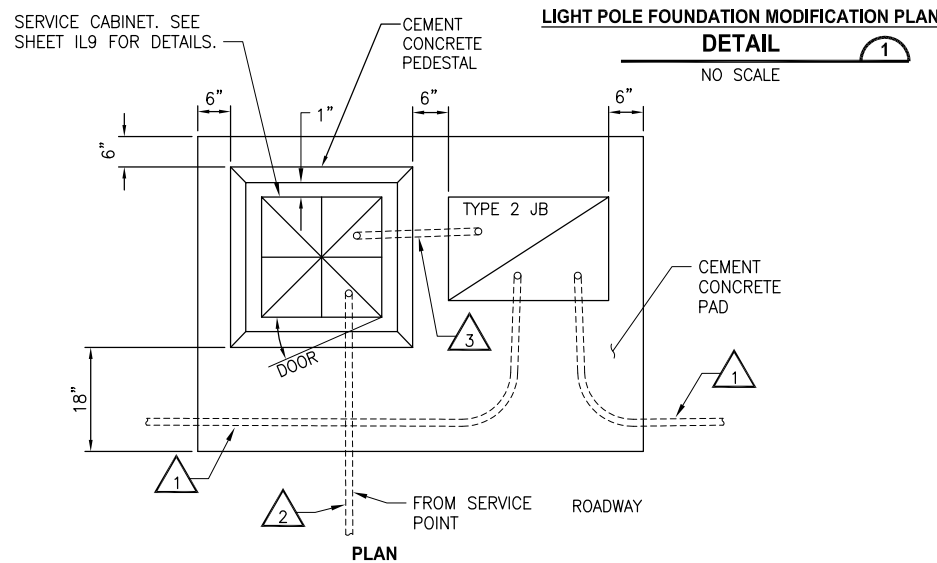 SERVICE CABINET. SEE
SHEET IL9 FOR DETAILS.
CEMENT
CONCRETE
PEDESTAL
LIGHT POLE FOUNDATION MODIFICATION PLAN
DETAIL
1
NO SCALE
6"
1"
6"
6"
6"
TYPE 2 JB
CEMENT
CONCRETE
PAD
3
DOOR
18"
1
1
2
FROM SERVICE
POINT
ROADWAY
PLAN